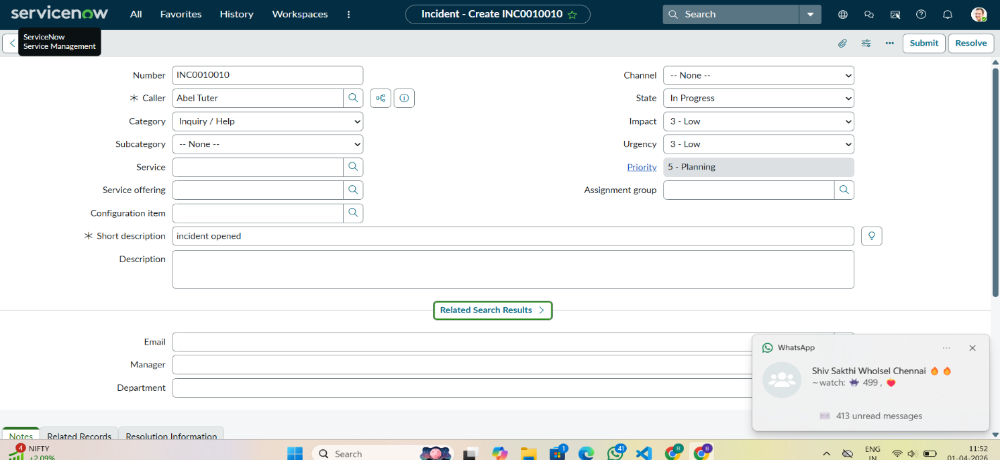 servicenow All Favorites History Workspaces Incident - Create INC0010010 Search
ServiceNow
Service Management
Submit Resolve
Number INC0010010 Channel -- None --
Caller Abel Tuter State In Progress
Category Inquiry / Help Impact 3 - Low
Subcategory -- None -- Urgency 3 - Low
Service Priority 5 - Planning
Service offering Assignment group
Configuration item
Short description incident opened
Description
Related Search Results
Email
Manager
Department
WhatsApp
Shiv Sakthi Wholsel Chennai 🔥 🔥
~ watch: 👾 499 , 🍎
413 unread messages
Notes Related Records Resolution Information
4 NIFTY
+2.09%
Search 1 41 R B
ENG
IN
11:52
01-04-2026